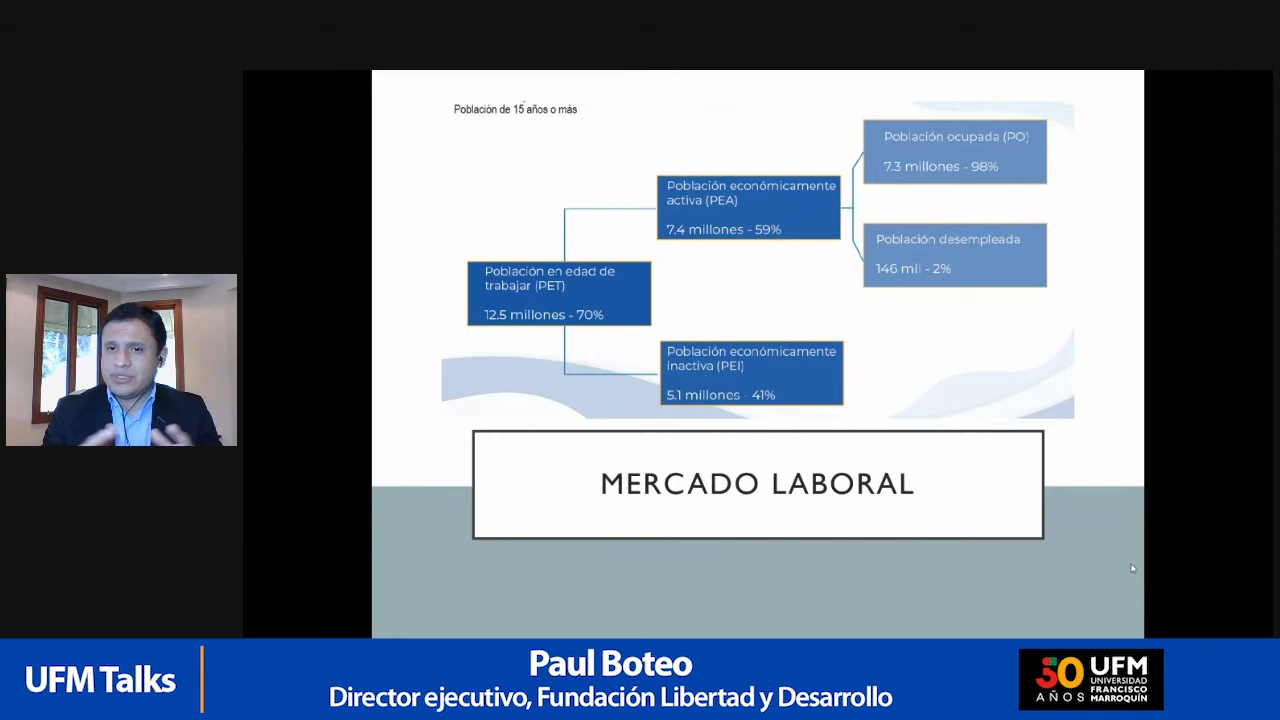 Población de 15 años o más
Población ocupada (PO)
7.3 millones - 98%
Población económicamente
activa (PEA)
7.4 millones - 59%
Población desempleada
146 mil - 2%
Población en edad de
trabajar (PET)
12.5 millones - 70%
Población económicamente
inactiva (PEI)
5.1 millones - 41%
MERCADO LABORAL
UFM Talks
Paul Boteo
Director ejecutivo, Fundación Libertad y Desarrollo
50
AÑOS
UFM
UNIVERSIDAD
FRANCISCO
MARROQUÍN